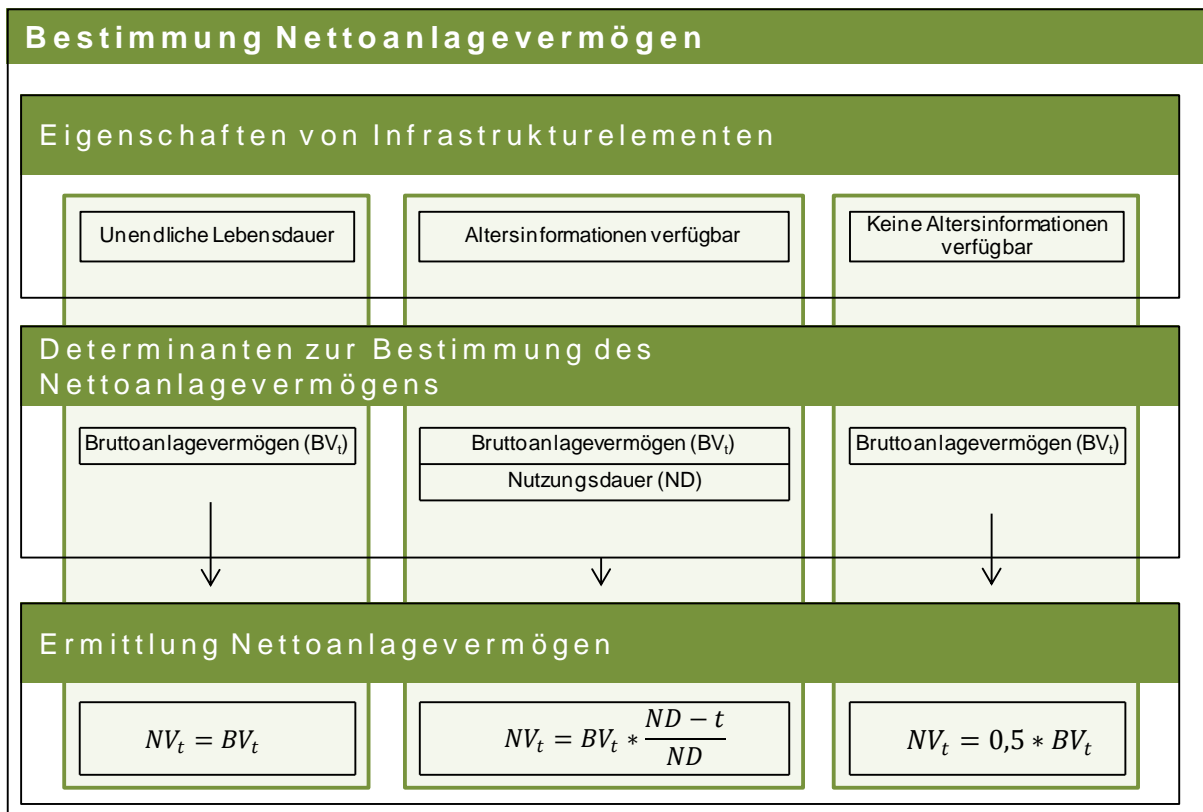 Bestimmung Nettoanlagevermögen
Eigenschaften von Infrastrukturelementen
Unendliche Lebensdauer
Altersinformationen verfügbar
Keine Altersinformationen
verfügbar
Determinanten zur Bestimmung des
Nettoanlagevermögens
Bruttoanlagevermögen (BVₜ)
Bruttoanlagevermögen (BVₜ)
Nutzungsdauer (ND)
Bruttoanlagevermögen (BVₜ)
Ermittlung Nettoanlagevermögen
NVₜ = BVₜ
NVₜ = BVₜ * (ND − t)/ND
NVₜ = 0,5 * BVₜ